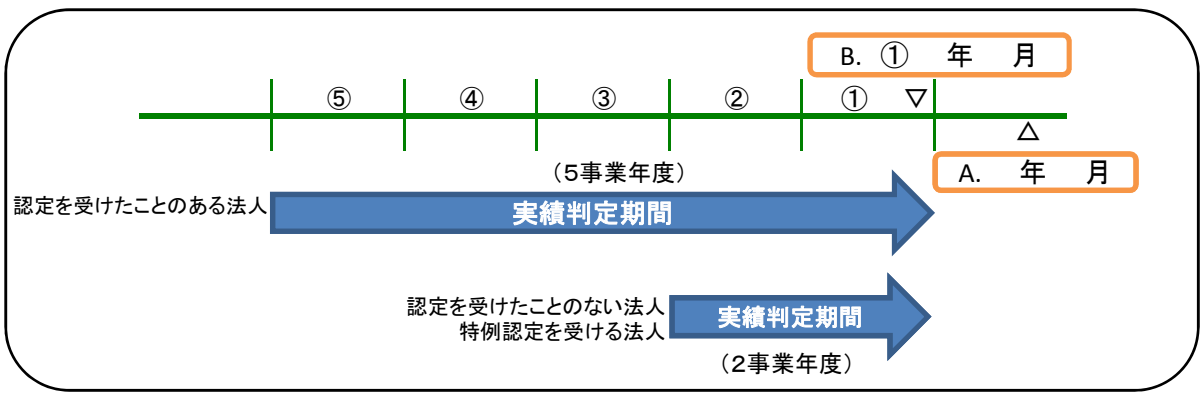 B. ① 年 月
⑤ ④ ③ ② ① ▽
△
A. 年 月
(5事業年度)
認定を受けたことのある法人
実績判定期間
認定を受けたことのない法人
特例認定を受ける法人
実績判定期間
(2事業年度)